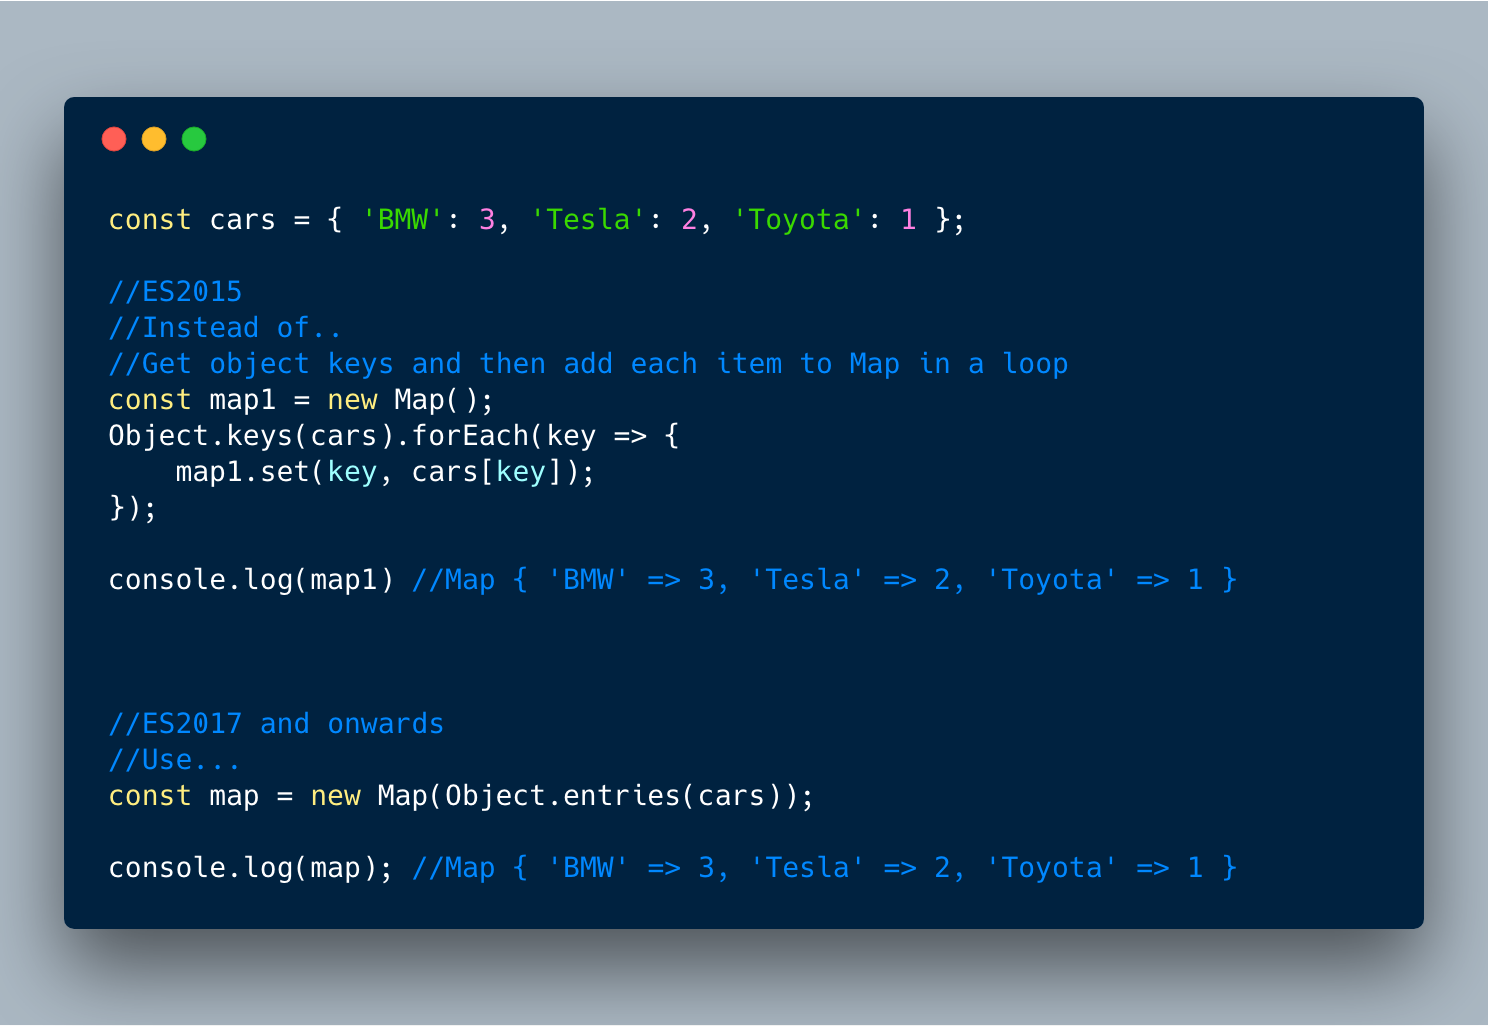 const cars = { 'BMW': 3, 'Tesla': 2, 'Toyota': 1 };
//ES2015
//Instead of..
//Get object keys and then add each item to Map in a loop
const map1 = new Map();
Object.keys(cars).forEach(key => {
    map1.set(key, cars[key]);
});
console.log(map1) //Map { 'BMW' => 3, 'Tesla' => 2, 'Toyota' => 1 }
//ES2017 and onwards
//Use...
const map = new Map(Object.entries(cars));
console.log(map); //Map { 'BMW' => 3, 'Tesla' => 2, 'Toyota' => 1 }